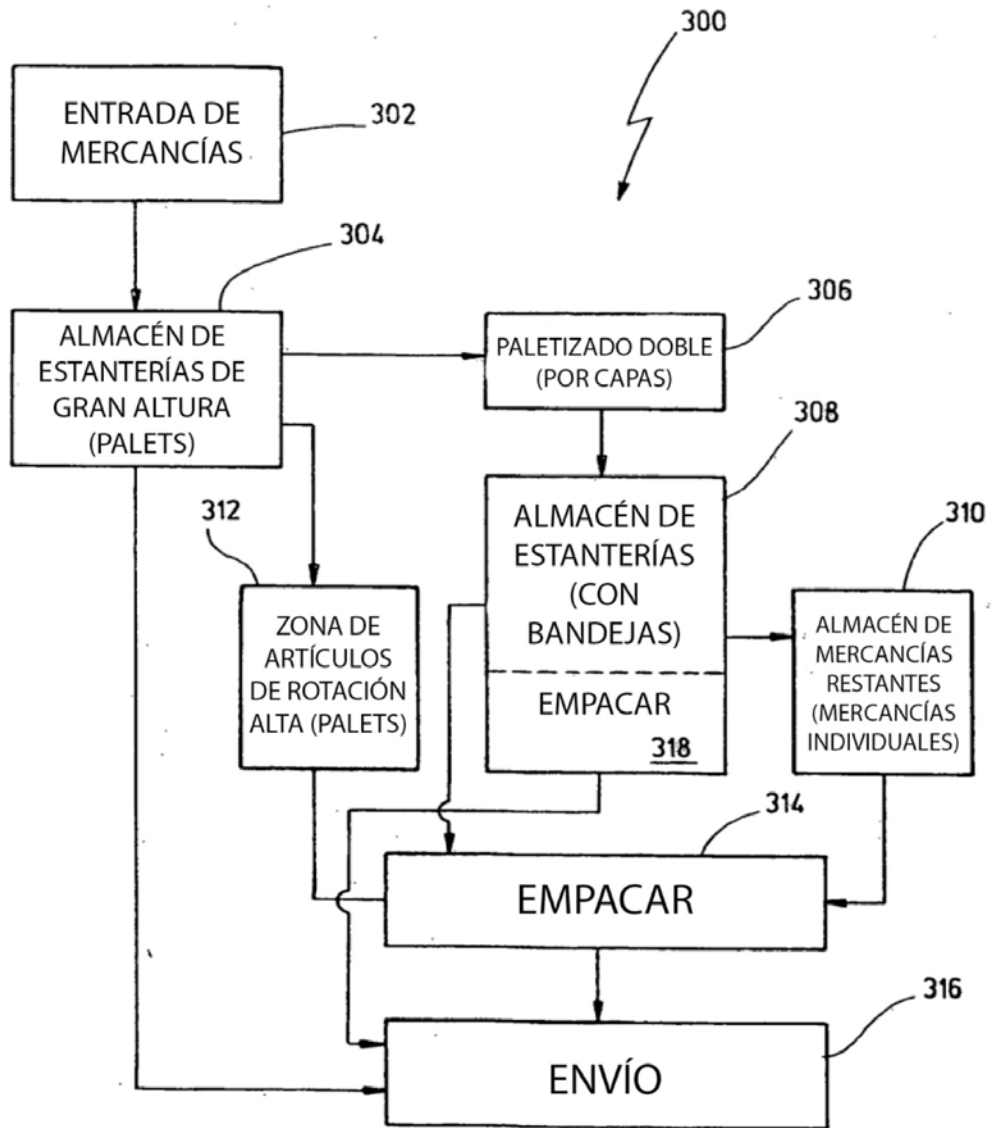 300
ENTRADA DE
MERCANCÍAS
302
304
ALMACÉN DE
ESTANTERÍAS DE
GRAN ALTURA
(PALETS)
306
PALETIZADO DOBLE
(POR CAPAS)
308
ALMACÉN DE
ESTANTERÍAS
(CON
BANDEJAS)
EMPACAR
318
310
ALMACÉN DE
MERCANCÍAS
RESTANTES
(MERCANCÍAS
INDIVIDUALES)
312
ZONA DE
ARTÍCULOS
DE ROTACIÓN
ALTA (PALETS)
314
EMPACAR
316
ENVÍO